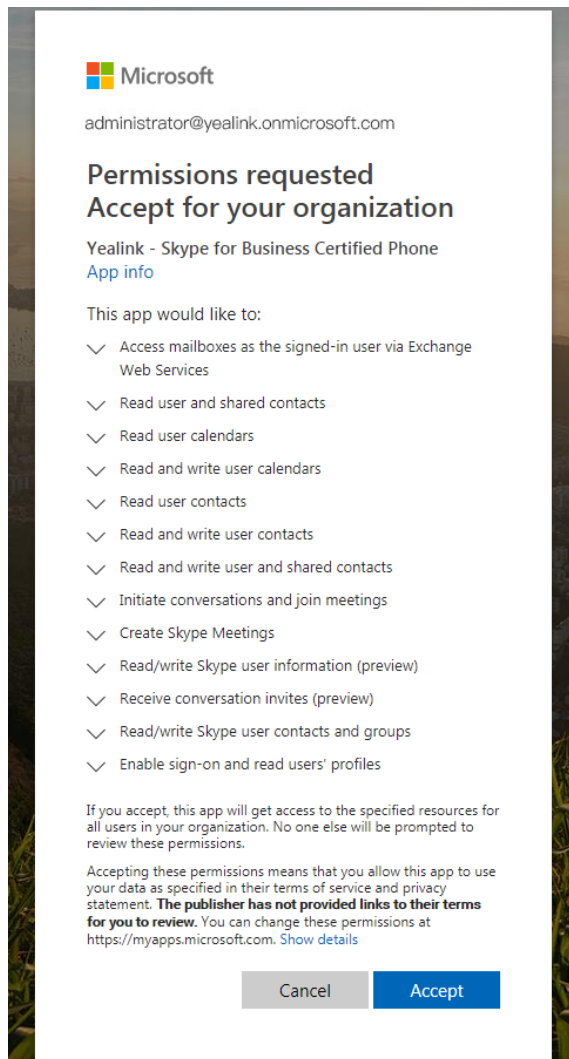 Microsoft
administrator@yealink.onmicrosoft.com
Permissions requested
Accept for your organization
Yealink - Skype for Business Certified Phone
App info
This app would like to:
Access mailboxes as the signed-in user via Exchange
Web Services
Read user and shared contacts
Read user calendars
Read and write user calendars
Read user contacts
Read and write user contacts
Read and write user and shared contacts
Initiate conversations and join meetings
Create Skype Meetings
Read/write Skype user information (preview)
Receive conversation invites (preview)
Read/write Skype user contacts and groups
Enable sign-on and read users' profiles
If you accept, this app will get access to the specified resources for
all users in your organization. No one else will be prompted to
review these permissions.
Accepting these permissions means that you allow this app to use
your data as specified in their terms of service and privacy
statement. The publisher has not provided links to their terms
for you to review. You can change these permissions at
https://myapps.microsoft.com. Show details
Cancel
Accept